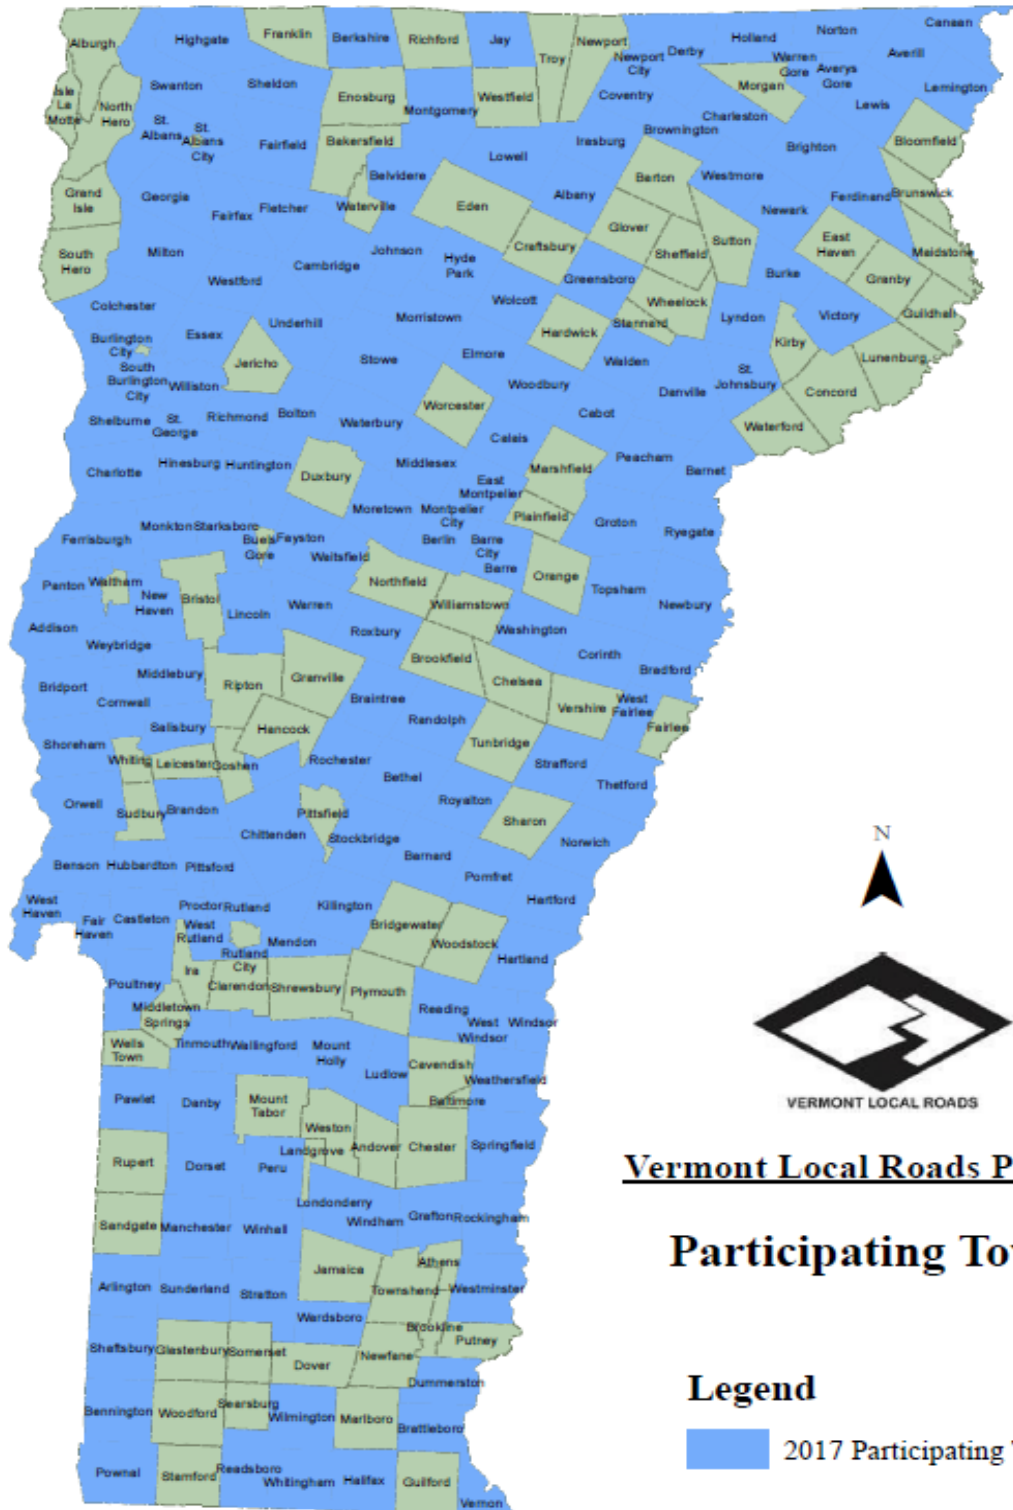 Canaan
Alburgh
Highgate
Franklin
Berkshire
Richford
Jay
Troy
Newport
Newport
City
Derby
Holland
Norton
Warren
Gore
Averys
Gore
Averill
Lemington
Isle
La
Motte
North
Hero
Swanton
Sheldon
Enosburg
Montgomery
Westfield
Coventry
Morgan
Lewis
St.
Albans
St.
Albans
City
Fairfield
Bakersfield
Lowell
Irasburg
Brownington
Charleston
Brighton
Bloomfield
Grand
Isle
Georgia
Fairfax
Fletcher
Belvidere
Waterville
Eden
Albany
Barton
Westmore
Newark
Ferdinand
Brunswick
South
Hero
Milton
Westford
Cambridge
Johnson
Hyde
Park
Craftsbury
Glover
Sheffield
Sutton
East
Haven
Maidstone
Colchester
Greensboro
Wheelock
Burke
Granby
Burlington
City
Essex
Underhill
Morristown
Wolcott
Hardwick
Stannard
Lyndon
Victory
Guildhall
South
Burlington
City
Williston
Jericho
Stowe
Elmore
Woodbury
Walden
Danville
St.
Johnsbury
Kirby
Lunenburg
Concord
Shelburne
St.
George
Richmond
Bolton
Waterbury
Worcester
Calais
Cabot
Waterford
Charlotte
Hinesburg
Huntington
Duxbury
Middlesex
East
Montpelier
Marshfield
Peacham
Barnet
Moretown
Montpelier
City
Plainfield
Groton
Ryegate
Ferrisburgh
Monkton
Starksboro
Buels
Gore
Fayston
Waitsfield
Berlin
Barre
City
Barre
Orange
Topsham
Panton
Waltham
New
Haven
Bristol
Lincoln
Warren
Northfield
Williamstown
Washington
Newbury
Addison
Weybridge
Roxbury
Brookfield
Corinth
Bradford
Bridport
Cornwall
Middlebury
Ripton
Granville
Braintree
Chelsea
Vershire
West
Fairlee
Fairlee
Shoreham
Salisbury
Hancock
Randolph
Tunbridge
Strafford
Thetford
Whiting
Leicester
Goshen
Rochester
Bethel
Orwell
Sudbury
Brandon
Pittsfield
Royalton
Sharon
Chittenden
Stockbridge
Norwich
Benson
Hubbardton
Pittsford
Barnard
Pomfret
West
Haven
Fair
Haven
Castleton
Proctor
Rutland
Killington
Hartford
West
Rutland
Rutland
City
Mendon
Bridgewater
Woodstock
Hartland
Poultney
Ira
Clarendon
Shrewsbury
Plymouth
Middletown
Springs
Reading
West
Windsor
Windsor
Wells
Town
Tinmouth
Wallingford
Mount
Holly
Ludlow
Cavendish
Weathersfield
Baltimore
Pawlet
Danby
Mount
Tabor
Weston
Andover
Chester
Springfield
Rupert
Dorset
Peru
Landgrove
Londonderry
Sandgate
Manchester
Winhall
Windham
Grafton
Rockingham
Arlington
Sunderland
Stratton
Jamaica
Townshend
Athens
Westminster
Wardsboro
Brookline
Putney
Shaftsbury
Glastenbury
Somerset
Dover
Newfane
Dummerston
Bennington
Woodford
Searsburg
Wilmington
Marlboro
Brattleboro
Pownal
Stamford
Readsboro
Whitingham
Halifax
Guilford
Vernon
N
VERMONT LOCAL ROADS
Vermont Local Roads P
Participating To
Legend
2017 Participating